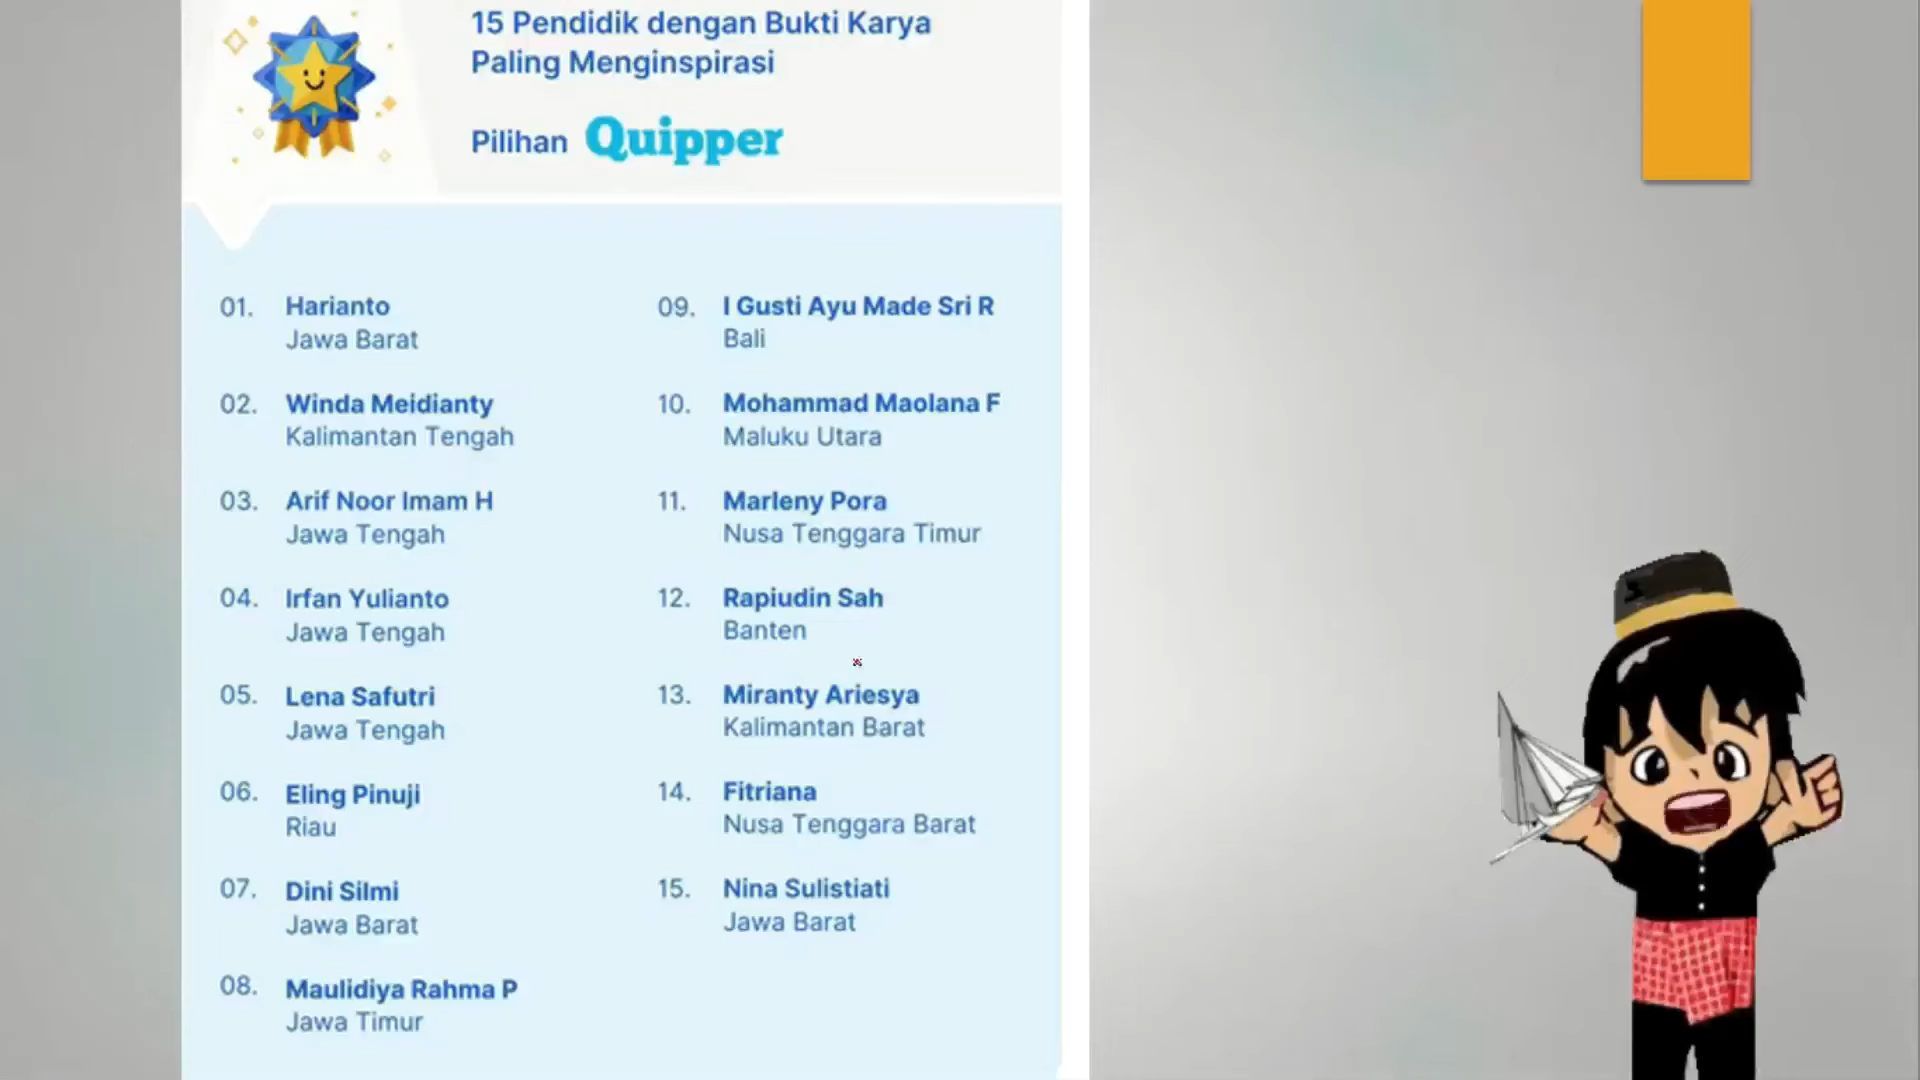 15 Pendidik dengan Bukti Karya
Paling Menginspirasi
Pilihan Quipper
01. Harianto
Jawa Barat
02. Winda Meidianty
Kalimantan Tengah
03. Arif Noor Imam H
Jawa Tengah
04. Irfan Yulianto
Jawa Tengah
05. Lena Safutri
Jawa Tengah
06. Eling Pinuji
Riau
07. Dini Silmi
Jawa Barat
08. Maulidiya Rahma P
Jawa Timur
09. I Gusti Ayu Made Sri R
Bali
10. Mohammad Maolana F
Maluku Utara
11. Marleny Pora
Nusa Tenggara Timur
12. Rapiudin Sah
Banten
13. Miranty Ariesya
Kalimantan Barat
14. Fitriana
Nusa Tenggara Barat
15. Nina Sulistiati
Jawa Barat